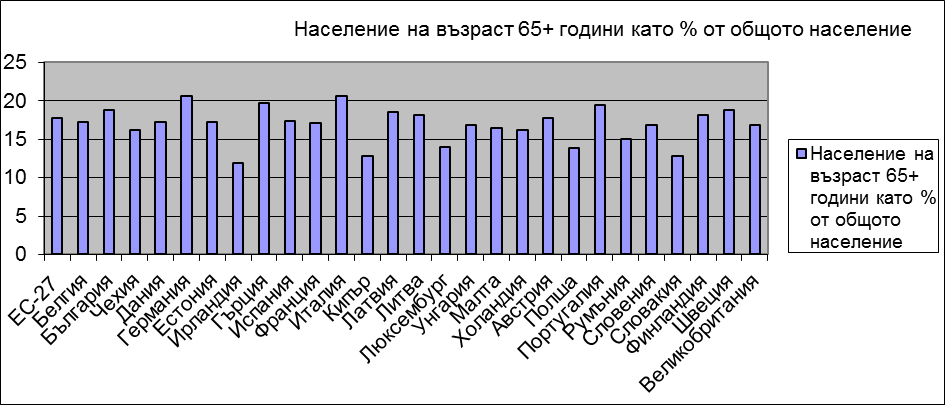 Население на възраст 65+ години като % от общото население
25
20
15
10
5
0
ЕС-27
Белгия
България
Чехия
Дания
Германия
Естония
Ирландия
Гърция
Испания
Франция
Италия
Кипър
Латвия
Литва
Люксембург
Унгария
Малта
Холандия
Австрия
Полша
Португалия
Румъния
Словения
Словакия
Финландия
Швеция
Великобритания
Население на
възраст 65+
години като %
от общото
население